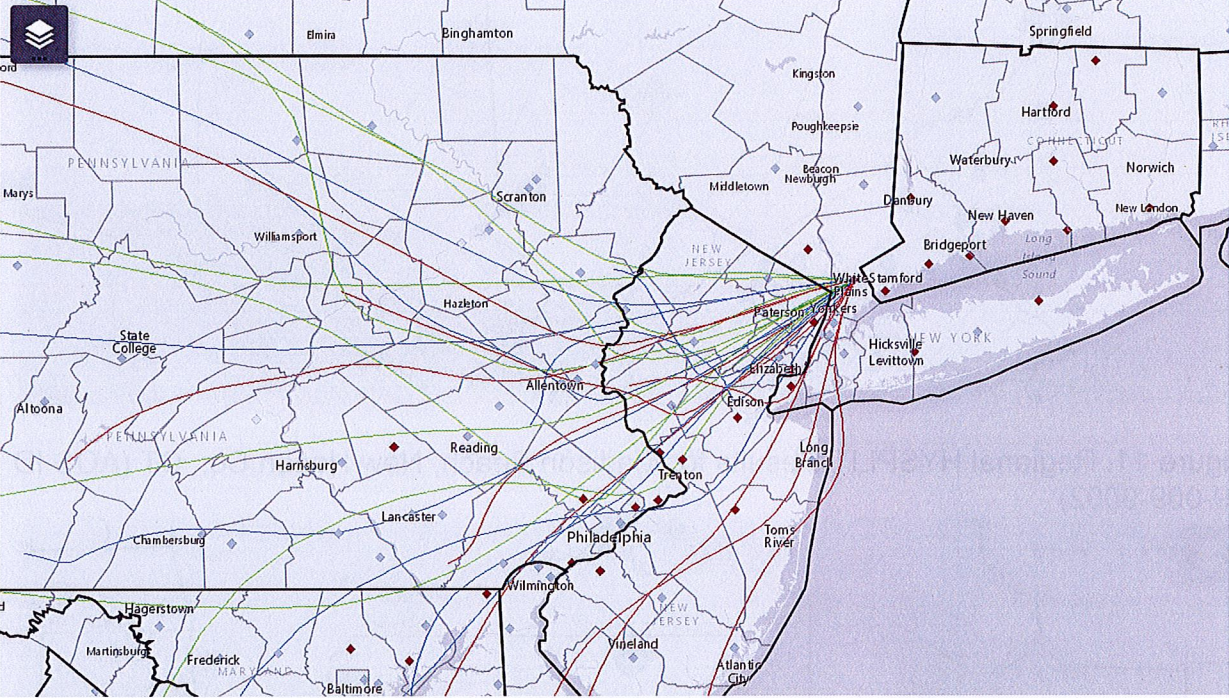 Elmira
Binghamton
Springfield
Kingston
Hartford
Poughkeepsie
CONNECTICUT
PENNSYLVANIA
Waterbury
Norwich
Beacon
Newburgh
Middletown
Marys
Scranton
Danbury
New London
New Haven
Williamsport
NEW
JERSEY
Bridgeport
Long
Island
Sound
White
Plains
Stamford
Hazleton
Paterson
Yonkers
State
College
NEW YORK
Hicksville
Levittown
Elizabeth
Allentown
Altoona
Edison
PENNSYLVANIA
Reading
Long
Branch
Harrisburg
Trenton
Lancaster
Toms
River
Chambersburg
Philadelphia
Wilmington
Hagerstown
NEW
JERSEY
Vineland
Martinsburg
Frederick
MARYLAND
Atlantic
City
Baltimore